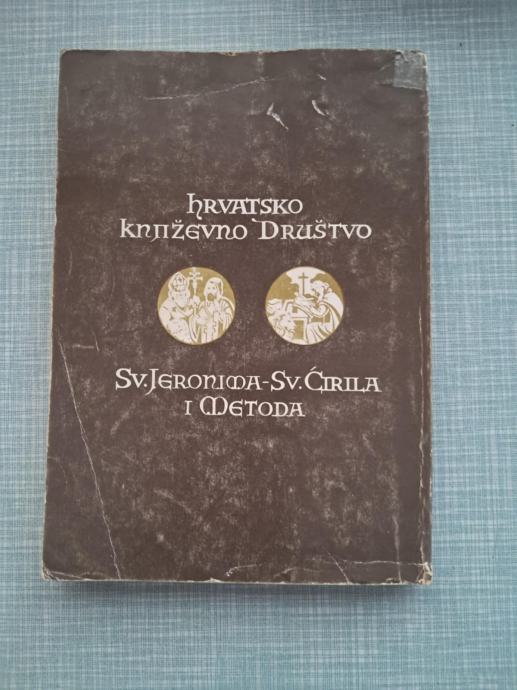 hRVATSKO
KNJIŽEVNO DRUŠTVO
SV. JERONIMA-SV. ĆIRILA
I METODA